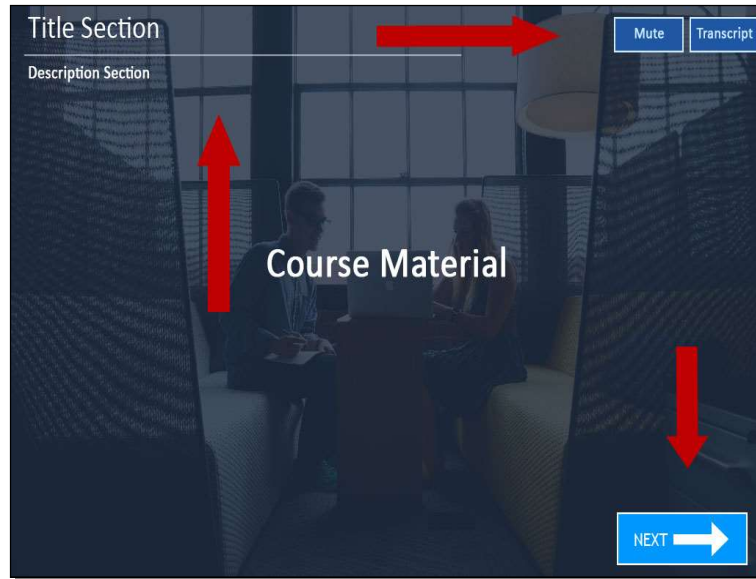 Title Section
Mute
Transcript
Description Section
Course Material
NEXT